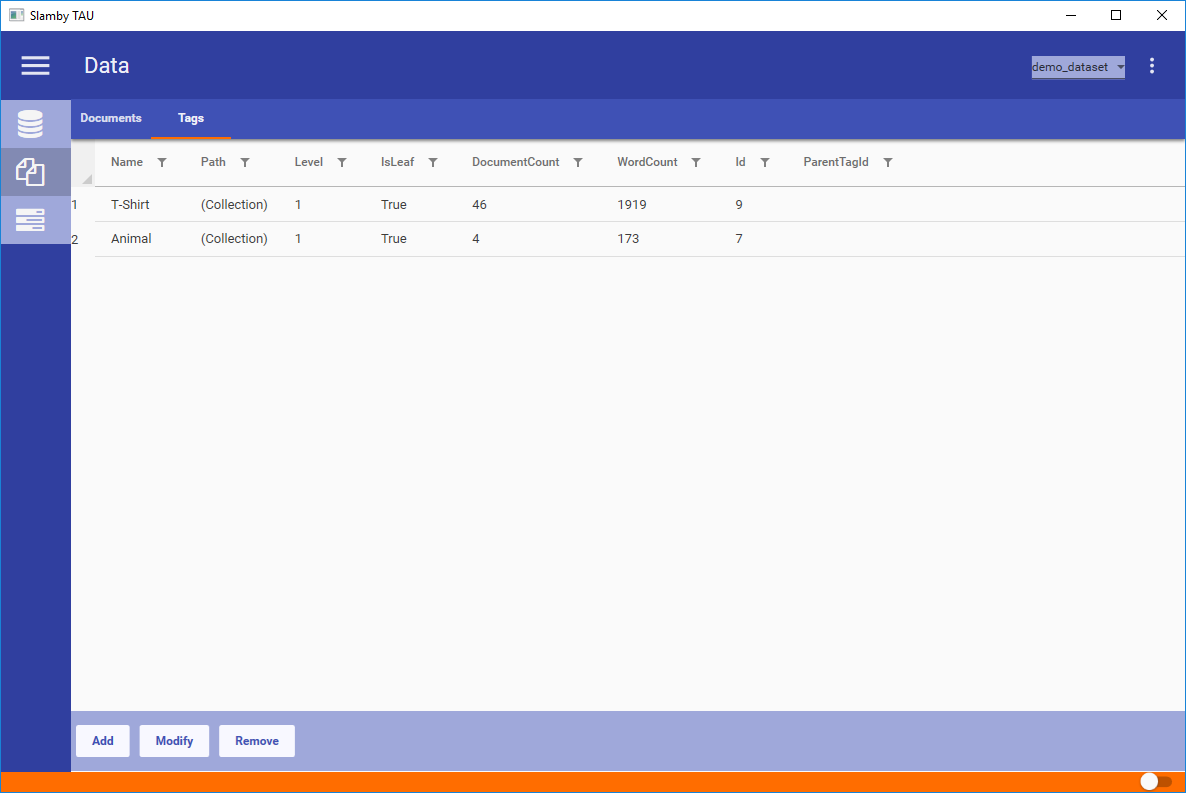 Slamby TAU
Data
demo_dataset
Documents Tags
Name Path Level IsLeaf DocumentCount WordCount Id ParentTagId
1 T-Shirt (Collection) 1 True 46 1919 9
2 Animal (Collection) 1 True 4 173 7
Add Modify Remove